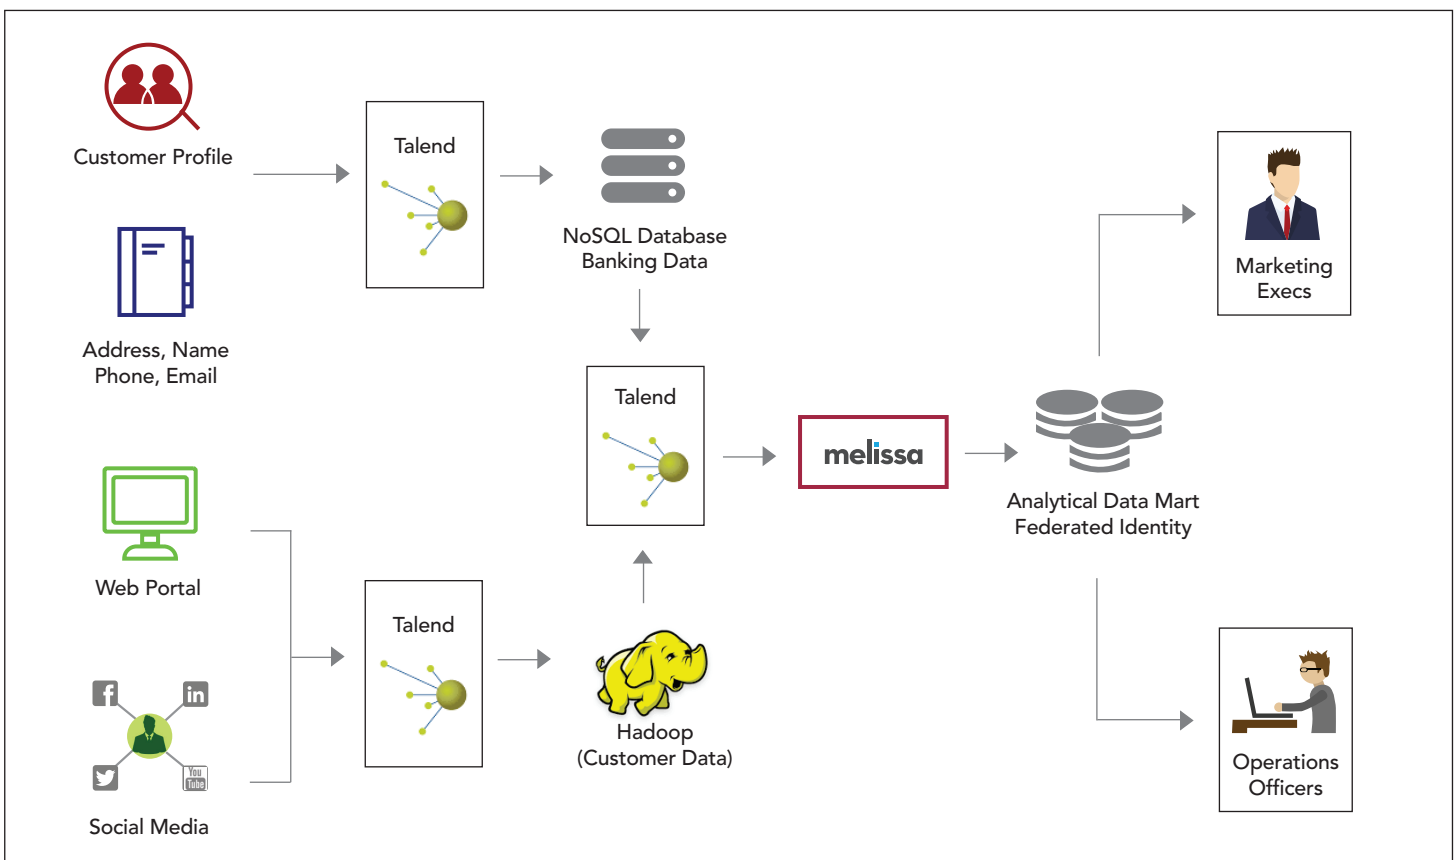 Customer Profile
Address, Name
Phone, Email
Web Portal
f
in
You
Tube
Social Media
Talend
Talend
NoSQL Database
Banking Data
Talend
Hadoop
(Customer Data)
melissa
Analytical Data Mart
Federated Identity
Marketing
Execs
Operations
Officers